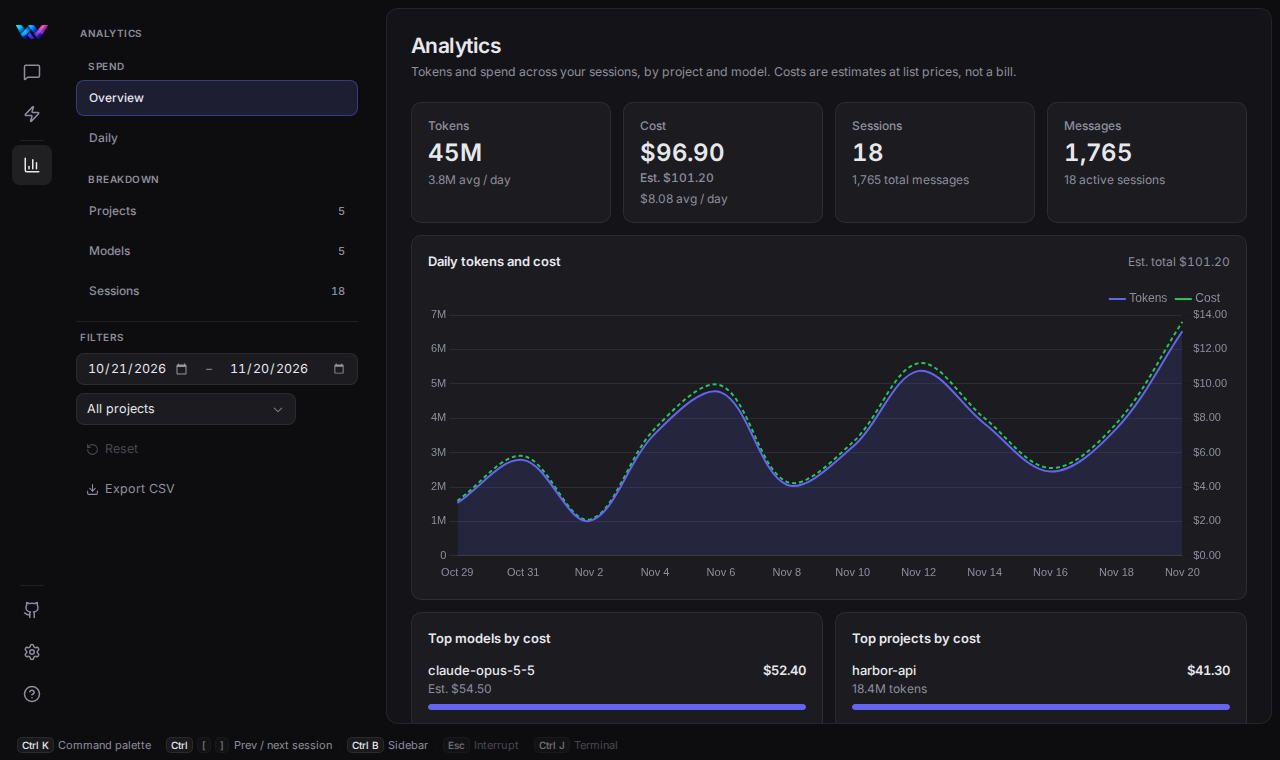 ANALYTICS
SPEND
Overview
Daily
BREAKDOWN
Projects 5
Models 5
Sessions 18
FILTERS
10/21/2026 – 11/20/2026
All projects
Reset
Export CSV
Analytics
Tokens and spend across your sessions, by project and model. Costs are estimates at list prices, not a bill.
Tokens
45M
3.8M avg / day
Cost
$96.90
Est. $101.20
$8.08 avg / day
Sessions
18
1,765 total messages
Messages
1,765
18 active sessions
Daily tokens and cost
Est. total $101.20
Tokens Cost
7M $14.00
6M $12.00
5M $10.00
4M $8.00
3M $6.00
2M $4.00
1M $2.00
0 $0.00
Oct 29 Oct 31 Nov 2 Nov 4 Nov 6 Nov 8 Nov 10 Nov 12 Nov 14 Nov 16 Nov 18 Nov 20
Top models by cost
claude-opus-5-5 $52.40
Est. $54.50
Top projects by cost
harbor-api $41.30
18.4M tokens
Ctrl K Command palette Ctrl [ ] Prev / next session Ctrl B Sidebar Esc Interrupt Ctrl J Terminal